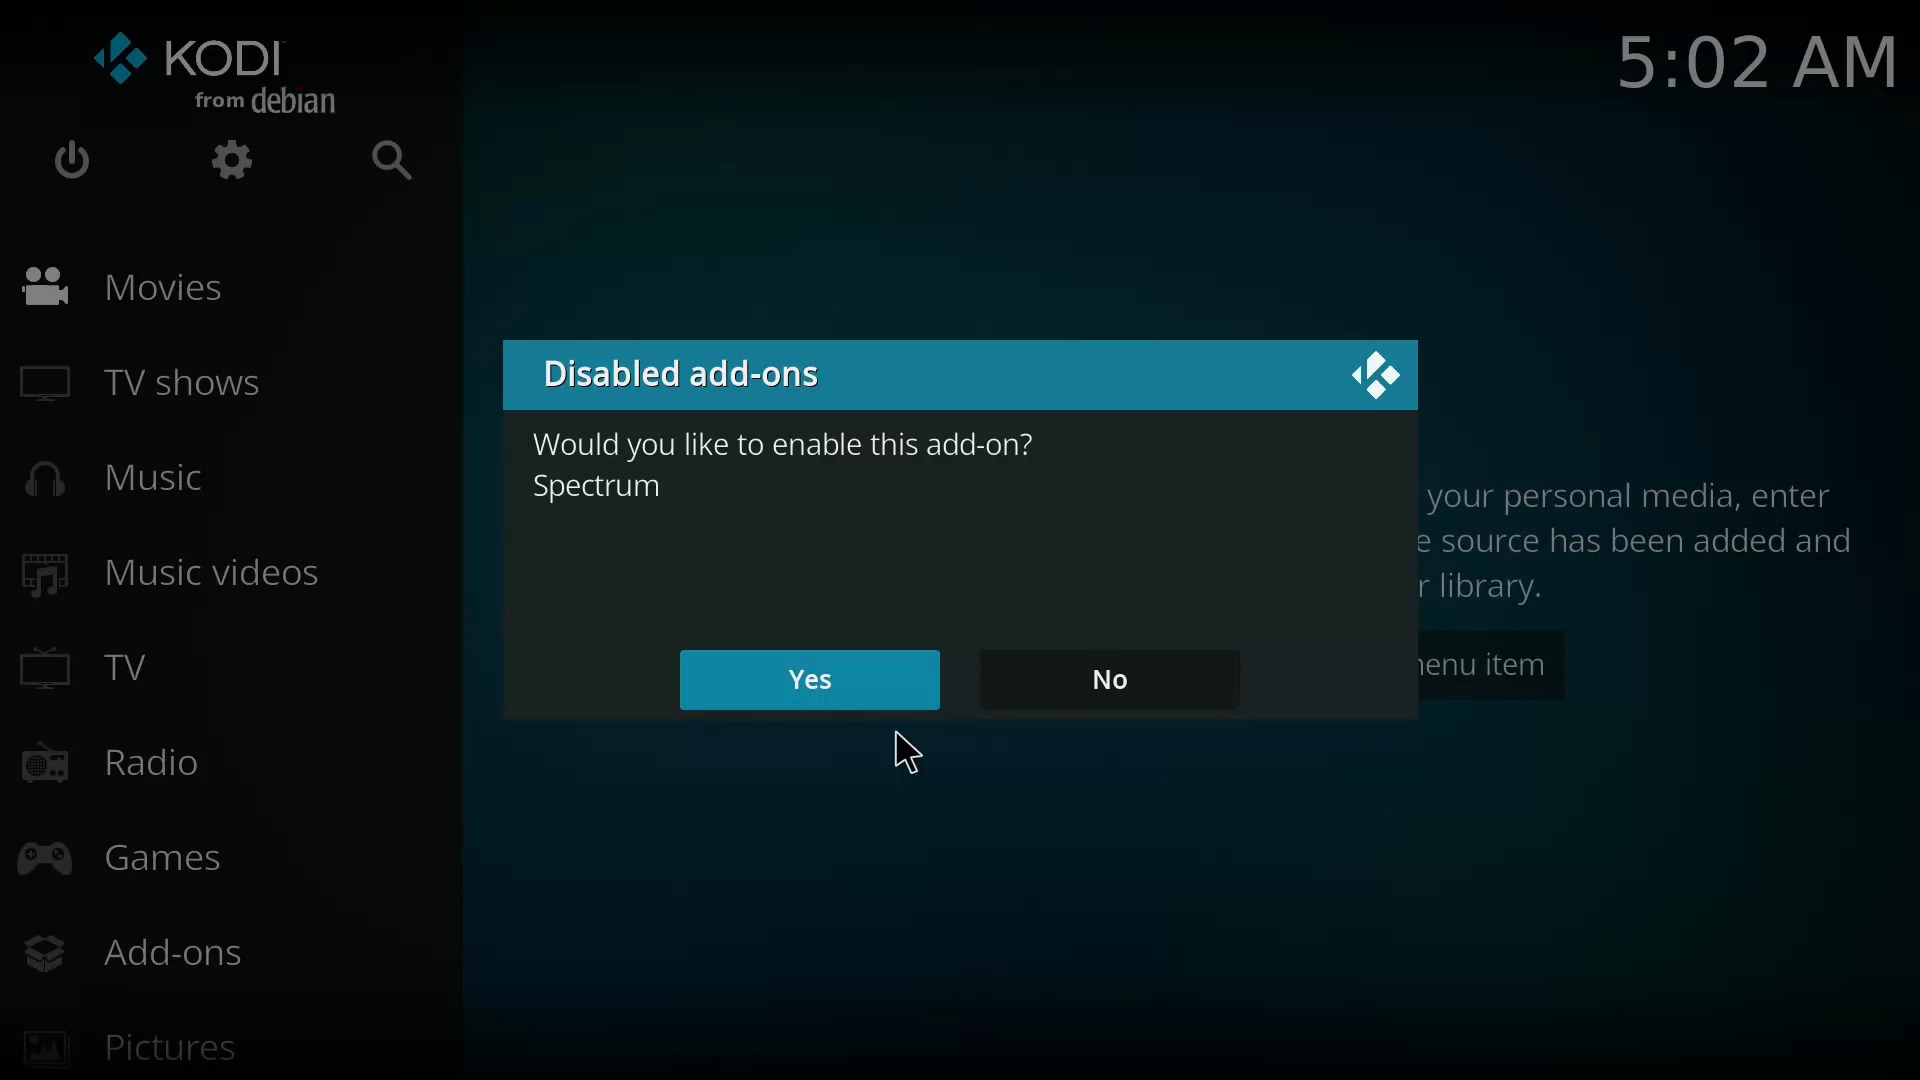 KODI
from debian
5:02 AM
Movies
TV shows
Music
Music videos
TV
Radio
Games
Add-ons
Pictures
Disabled add-ons
Would you like to enable this add-on?
Spectrum
Yes
No
your personal media, enter
source has been added and
library.
item